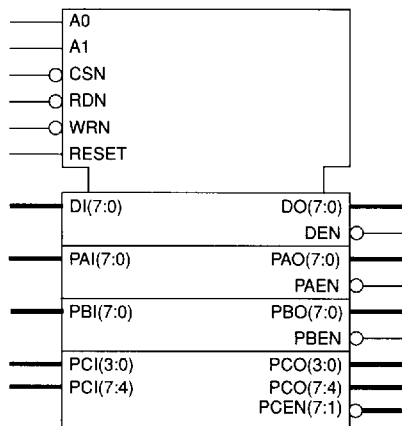 A0
A1
CSN
RDN
WRN
RESET
DI(7:0) DO(7:0)
DEN
PAI(7:0) PAO(7:0)
PAEN
PBI(7:0) PBO(7:0)
PBEN
PCI(3:0) PCO(3:0)
PCI(7:4) PCO(7:4)
PCEN(7:1)